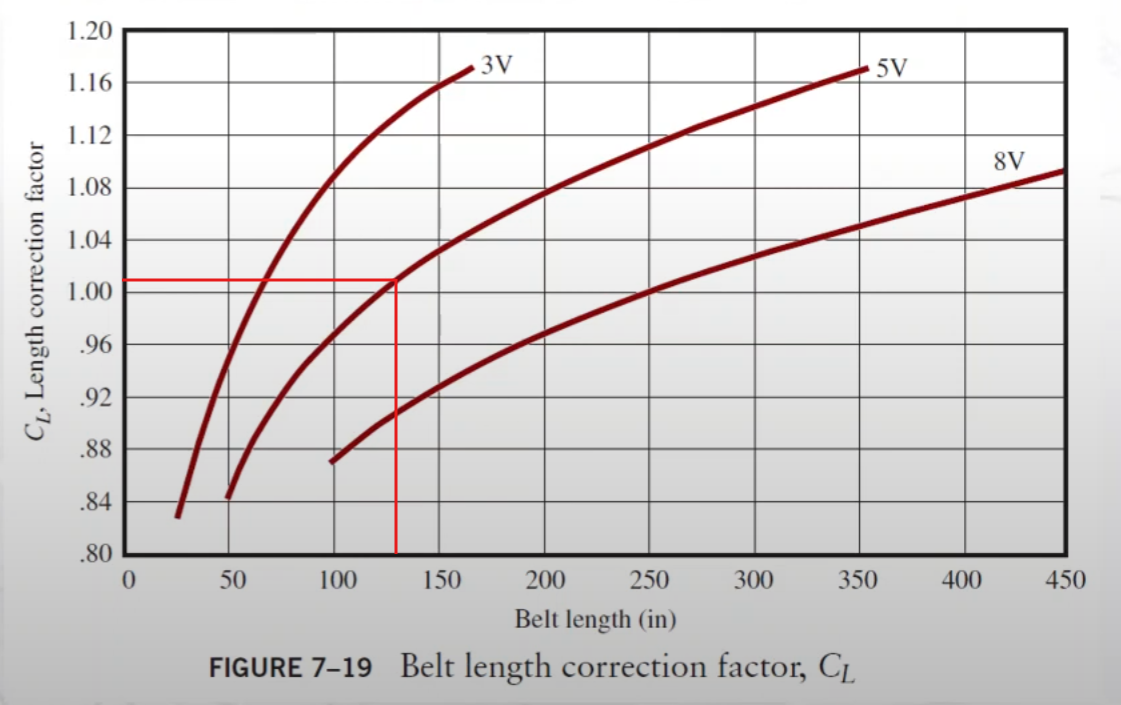 1.20
3V
5V
1.16
1.12
8V
1.08
1.04
1.00
.96
.92
.88
.84
.80
C_L, Length correction factor
0 50 100 150 200 250 300 350 400 450
Belt length (in)
FIGURE 7–19 Belt length correction factor, C_L